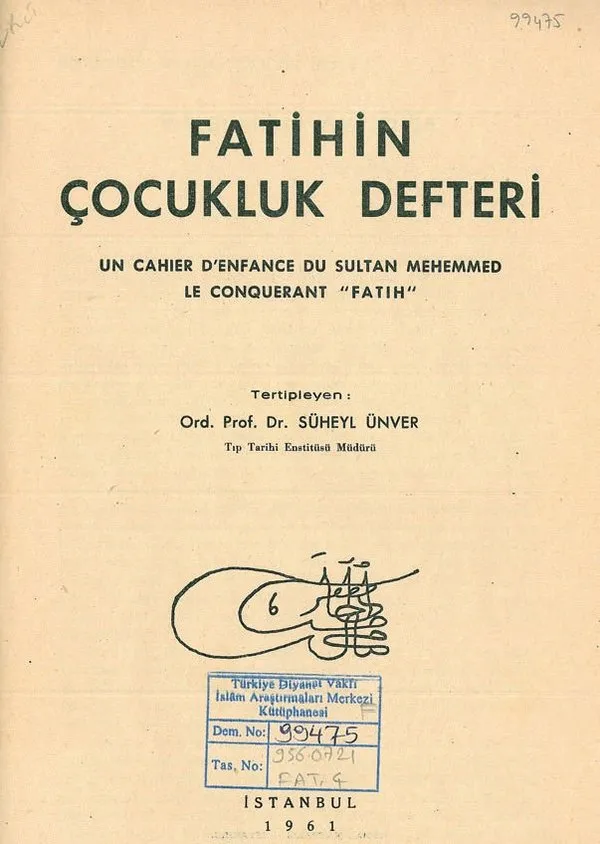 99475
FATİHİN
ÇOCUKLUK DEFTERİ
UN CAHIER D'ENFANCE DU SULTAN MEHEMMED
LE CONQUERANT "FATIH"
Tertipleyen :
Ord. Prof. Dr. SÜHEYL ÜNVER
Tıp Tarihi Enstitüsü Müdürü
6
Türkiye Diyanet Vakfı
İslâm Araştırmaları Merkezi
Kütüphanesi
Dem. No: 99475
Tas. No: 956.0721
FAT. Ç
İSTANBUL
1961